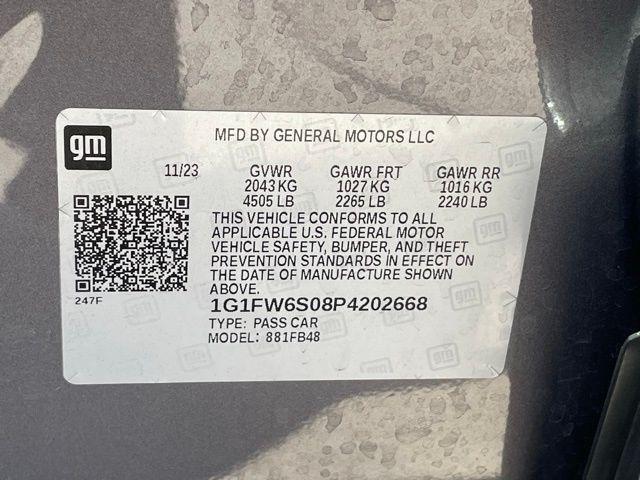 gm
MFD BY GENERAL MOTORS LLC
11/23 GVWR GAWR FRT GAWR RR
2043 KG 1027 KG 1016 KG
4505 LB 2265 LB 2240 LB
THIS VEHICLE CONFORMS TO ALL
APPLICABLE U.S. FEDERAL MOTOR
VEHICLE SAFETY, BUMPER, AND THEFT
PREVENTION STANDARDS IN EFFECT ON
THE DATE OF MANUFACTURE SHOWN
ABOVE.
247F
1G1FW6S08P4202668
TYPE: PASS CAR
MODEL: 881FB48